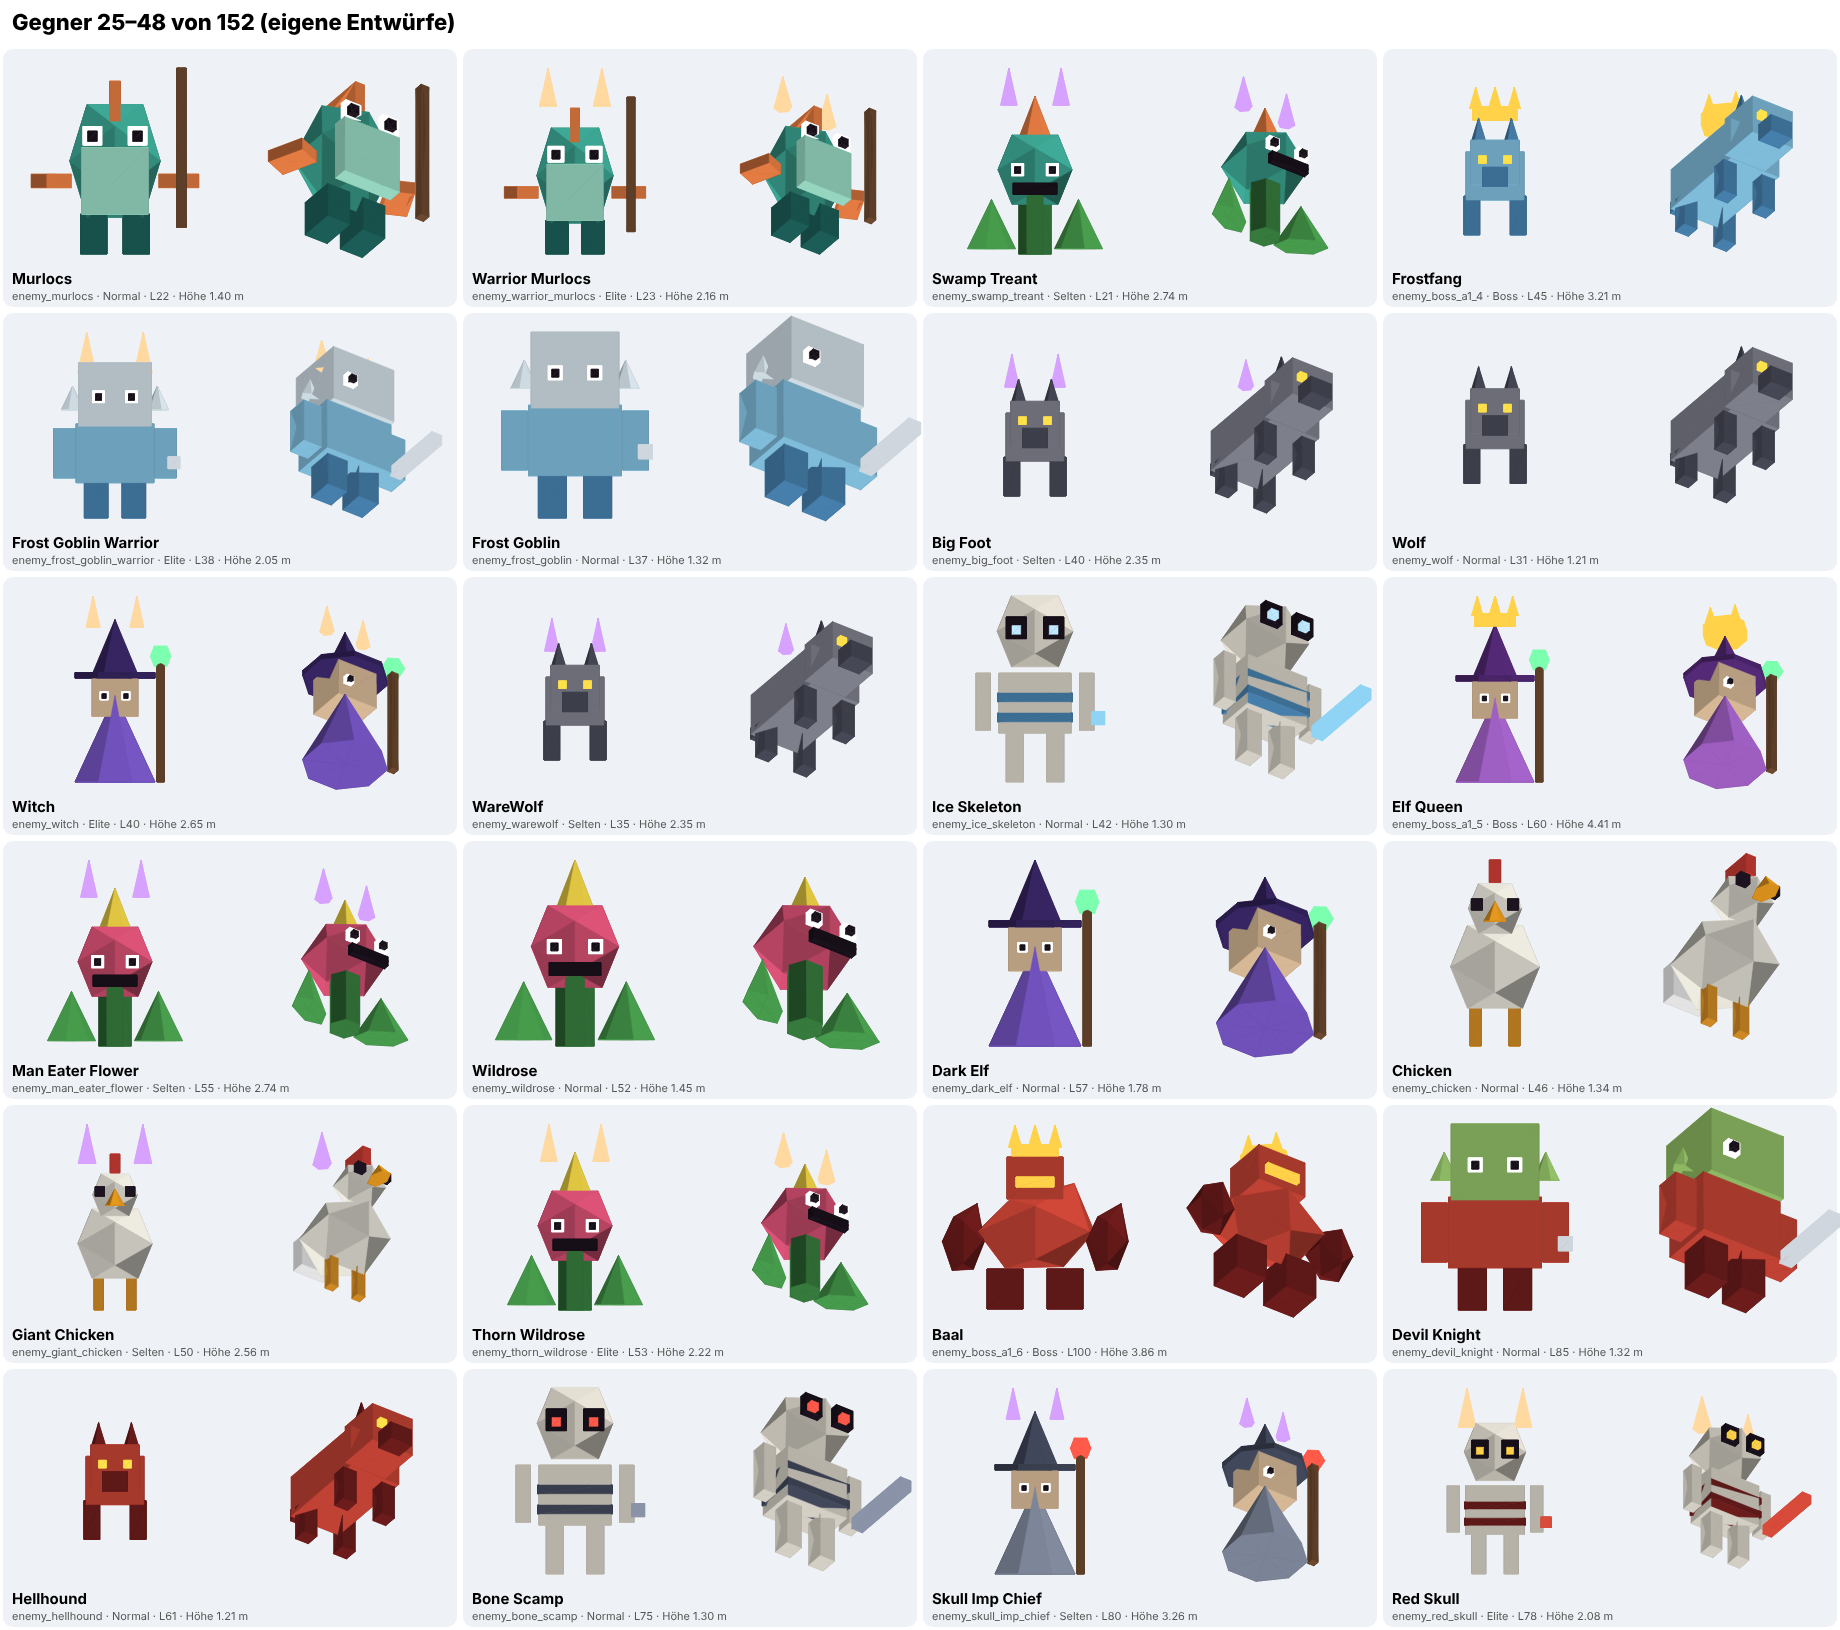 Gegner 25–48 von 152 (eigene Entwürfe)
Murlocs
enemy_murlocs · Normal · L22 · Höhe 1.40 m
Warrior Murlocs
enemy_warrior_murlocs · Elite · L23 · Höhe 2.16 m
Swamp Treant
enemy_swamp_treant · Selten · L21 · Höhe 2.74 m
Frostfang
enemy_boss_a1_4 · Boss · L45 · Höhe 3.21 m
Frost Goblin Warrior
enemy_frost_goblin_warrior · Elite · L38 · Höhe 2.05 m
Frost Goblin
enemy_frost_goblin · Normal · L37 · Höhe 1.32 m
Big Foot
enemy_big_foot · Selten · L40 · Höhe 2.35 m
Wolf
enemy_wolf · Normal · L31 · Höhe 1.21 m
Witch
enemy_witch · Elite · L40 · Höhe 2.65 m
WareWolf
enemy_warewolf · Selten · L35 · Höhe 2.35 m
Ice Skeleton
enemy_ice_skeleton · Normal · L42 · Höhe 1.30 m
Elf Queen
enemy_boss_a1_5 · Boss · L60 · Höhe 4.41 m
Man Eater Flower
enemy_man_eater_flower · Selten · L55 · Höhe 2.74 m
Wildrose
enemy_wildrose · Normal · L52 · Höhe 1.45 m
Dark Elf
enemy_dark_elf · Normal · L57 · Höhe 1.78 m
Chicken
enemy_chicken · Normal · L46 · Höhe 1.34 m
Giant Chicken
enemy_giant_chicken · Selten · L50 · Höhe 2.56 m
Thorn Wildrose
enemy_thorn_wildrose · Elite · L53 · Höhe 2.22 m
Baal
enemy_boss_a1_6 · Boss · L100 · Höhe 3.86 m
Devil Knight
enemy_devil_knight · Normal · L85 · Höhe 1.32 m
Hellhound
enemy_hellhound · Normal · L61 · Höhe 1.21 m
Bone Scamp
enemy_bone_scamp · Normal · L75 · Höhe 1.30 m
Skull Imp Chief
enemy_skull_imp_chief · Selten · L80 · Höhe 3.26 m
Red Skull
enemy_red_skull · Elite · L78 · Höhe 2.08 m